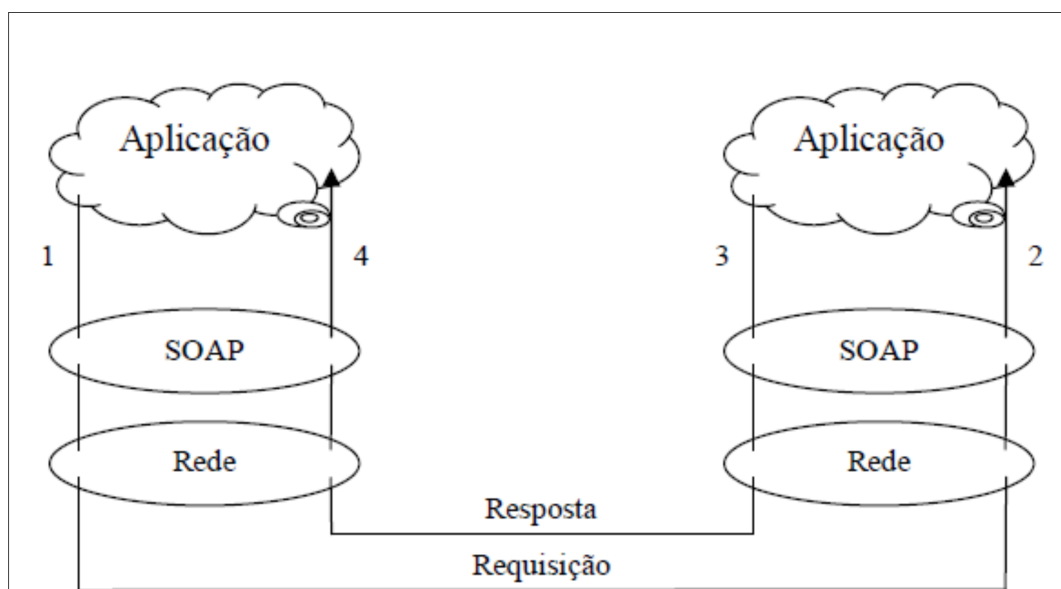 Aplicação
Aplicação
1
4
3
2
SOAP
SOAP
Rede
Rede
Resposta
Requisição